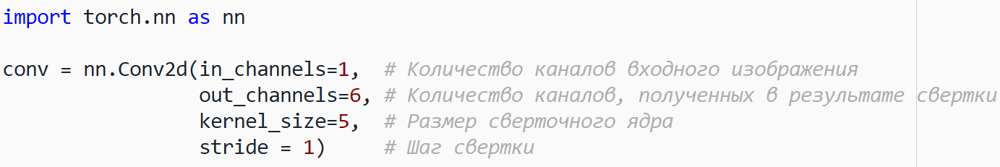 import torch.nn as nn
conv = nn.Conv2d(in_channels=1,  # Количество каналов входного изображения
                 out_channels=6, # Количество каналов, полученных в результате свертки
                 kernel_size=5,  # Размер сверточного ядра
                 stride = 1)     # Шаг свертки